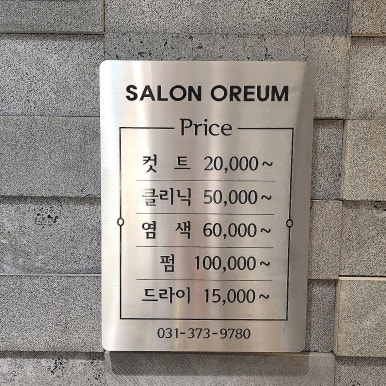 SALON OREUM
Price
컷 트 20,000~
클리닉 50,000~
염 색 60,000~
펌 100,000~
드라이 15,000~
031-373-9780